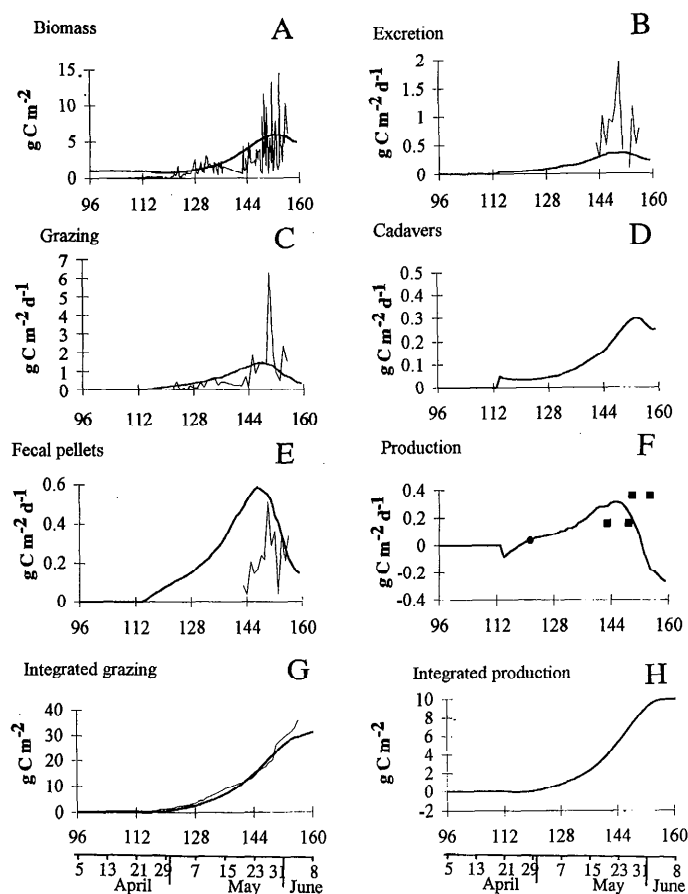 Biomass A
g C m-2
15
10
5
0
96 112 128 144 160
Excretion B
g C m-2 d-1
2
1.5
1
0.5
0
96 112 128 144 160
Grazing C
g C m-2 d-1
7
6
5
4
3
2
1
0
96 112 128 144 160
Cadavers D
g C m-2 d-1
0.5
0.4
0.3
0.2
0.1
0
96 112 128 144 160
Fecal pellets E
g C m-2 d-1
0.6
0.4
0.2
0
96 112 128 144 160
Production F
g C m-2 d-1
0.4
0.2
0
-0.2
-0.4
96 112 128 144 160
Integrated grazing G
g C m-2
40
30
20
10
0
96 112 128 144 160
5 13 21 29 7 15 23 31 8
April May June
Integrated production H
g C m-2
10
8
6
4
2
0
-2
96 112 128 144 160
5 13 21 29 7 15 23 31 8
April May June